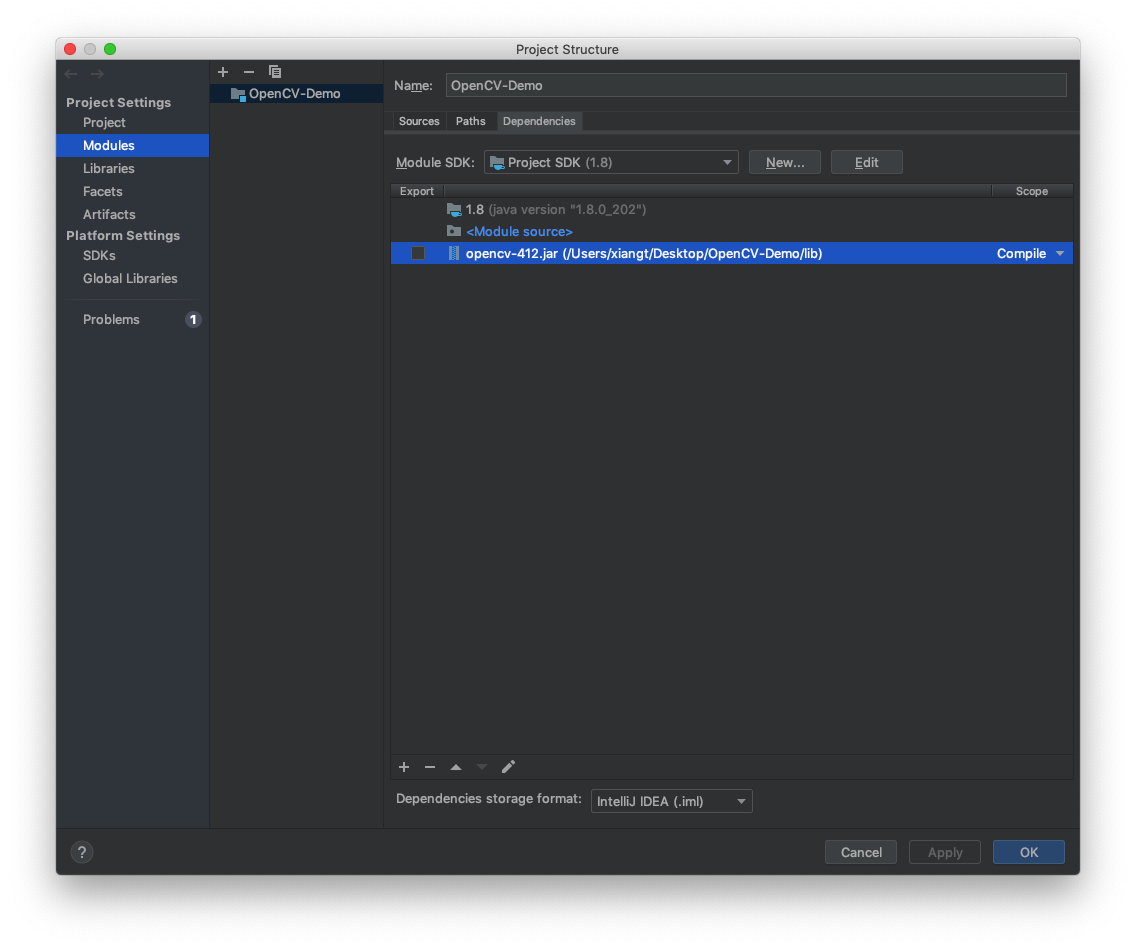 Project Structure
Project Settings
Project
Modules
Libraries
Facets
Artifacts
Platform Settings
SDKs
Global Libraries
Problems 1
OpenCV-Demo
Name: OpenCV-Demo
Sources Paths Dependencies
Module SDK: Project SDK (1.8) New... Edit
Export Scope
1.8 (java version "1.8.0_202")
<Module source>
opencv-412.jar (/Users/xiangt/Desktop/OpenCV-Demo/lib) Compile
Dependencies storage format: IntelliJ IDEA (.iml)
? Cancel Apply OK